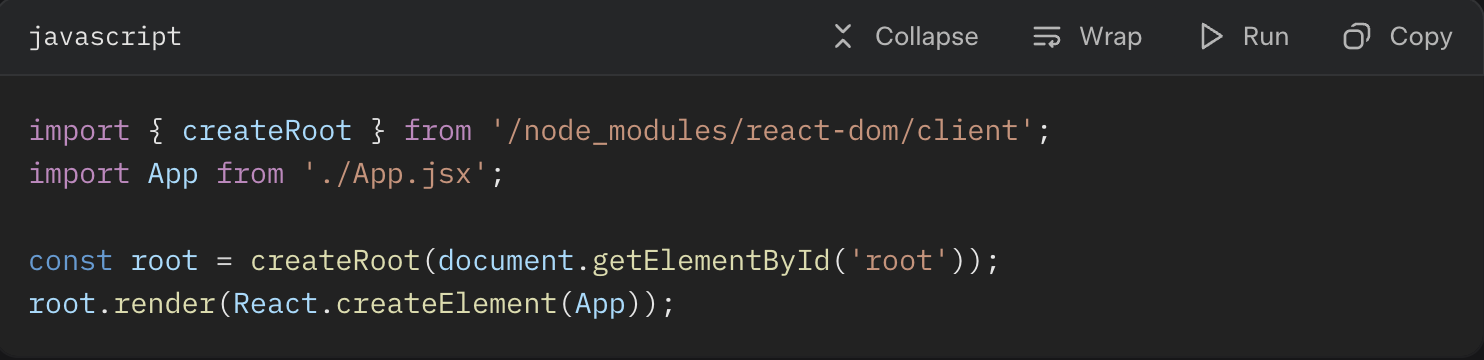 javascript Collapse Wrap Run Copy
import { createRoot } from '/node_modules/react-dom/client';
import App from './App.jsx';
const root = createRoot(document.getElementById('root'));
root.render(React.createElement(App));